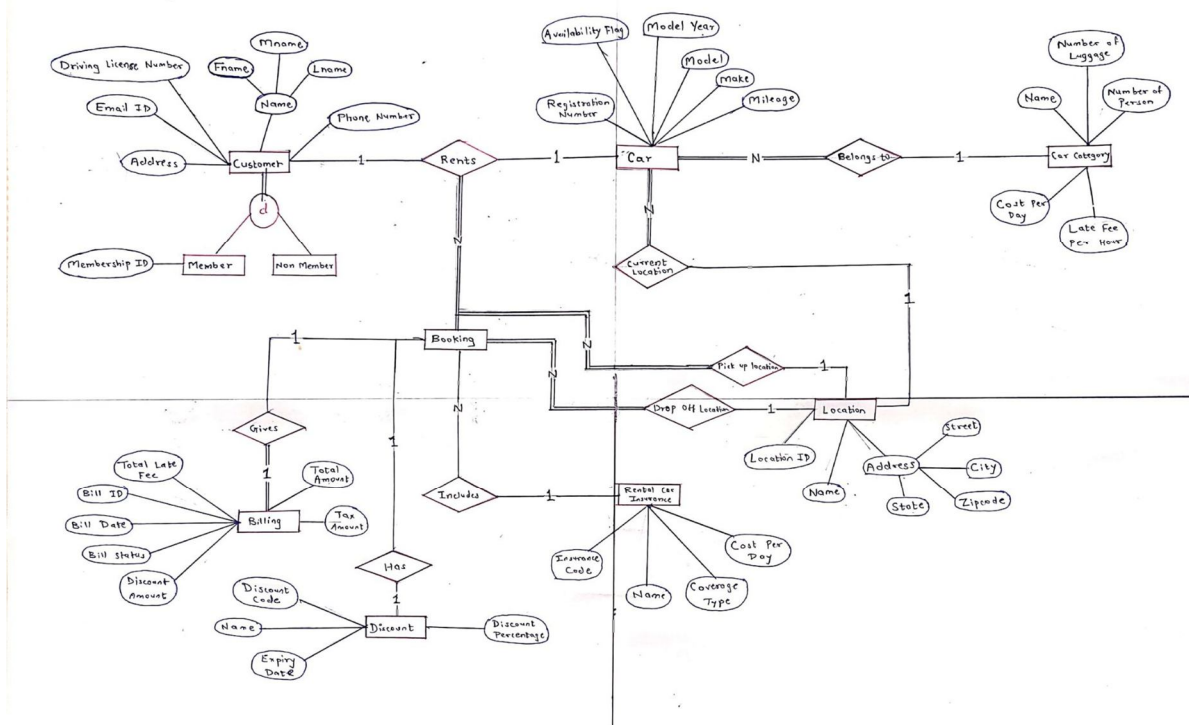 Mname
Fname
Lname
Driving License Number
Name
Email ID
Phone Number
Address
Customer
1
Rents
1
d
Membership ID
Member
Non Member
Availability Flag
Model Year
Model
Make
Mileage
Registration
Number
Car
N
Belongs to
1
Car Category
Number of
Luggage
Name
Number of
Person
Cost Per
Day
Late Fee
Per Hour
N
N
Current
Location
1
1
Booking
N
N
Pick up location
1
N
Drop Off Location
1
Location
N
Location ID
Name
Address
Street
City
Zipcode
State
Gives
1
1
Total Late
Fee
Total
Amount
Bill ID
Bill Date
Billing
Tax
Amount
Bill Status
Discount
Amount
Includes
1
Rental Car
Insurance
Insurance
Code
Name
Coverage
Type
Cost Per
Day
Has
1
Discount
Code
Name
Discount
Discount
Percentage
Expiry
Date